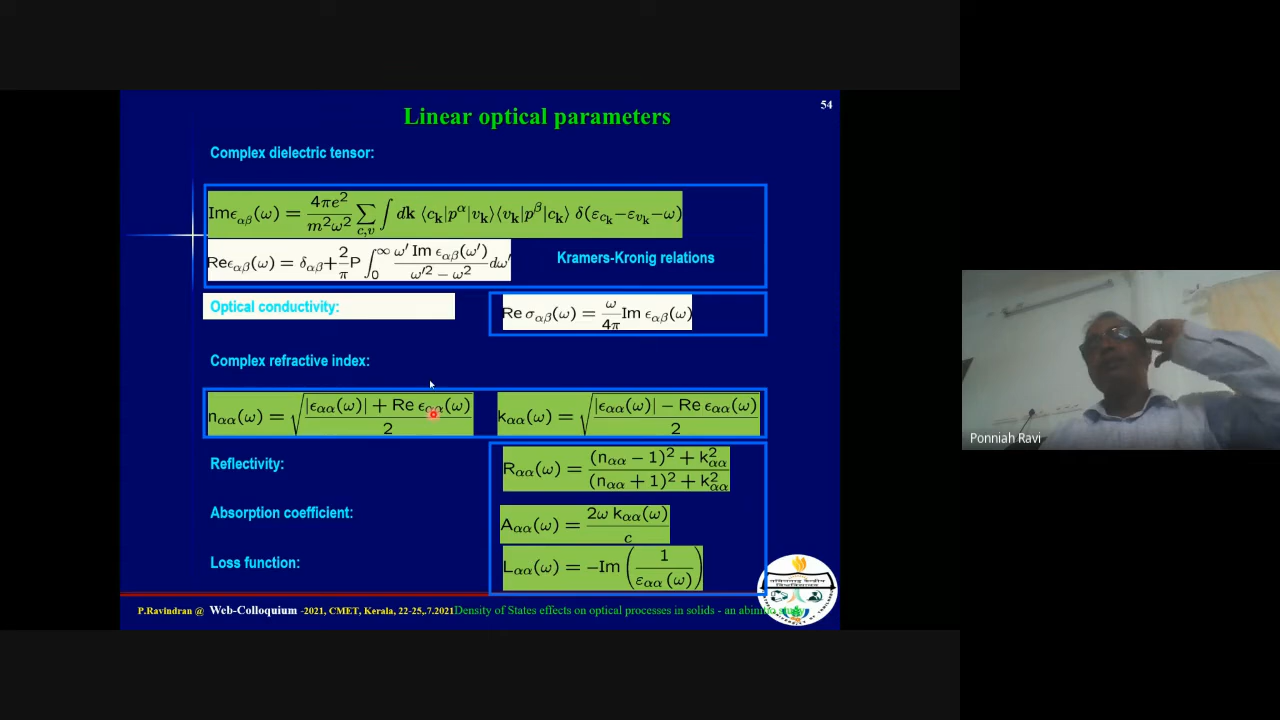 54
Linear optical parameters
Complex dielectric tensor:
Imϵαβ(ω) = 4πe²/m²ω² ∑c,v ∫ dk ⟨c𝐤|pα|v𝐤⟩⟨v𝐤|pβ|c𝐤⟩ δ(εc𝐤−εv𝐤−ω)
Reϵαβ(ω) = δαβ+2/π P ∫₀^∞ ω′ Im ϵαβ(ω′)/ω′² − ω² dω′
Kramers-Kronig relations
Optical conductivity:
Re σαβ(ω) = ω/4π Im ϵαβ(ω)
Complex refractive index:
nαα(ω) = √(|ϵαα(ω)| + Re ϵαα(ω)/2)
kαα(ω) = √(|ϵαα(ω)| − Re ϵαα(ω)/2)
Reflectivity:
Rαα(ω) = (nαα − 1)² + k²αα/(nαα + 1)² + k²αα
Absorption coefficient:
Aαα(ω) = 2ω kαα(ω)/c
Loss function:
Lαα(ω) = −Im (1/εαα(ω))
P.Ravindran @ Web-Colloquium -2021, CMET, Kerala, 22-25,.7.2021 Density of States effects on optical processes in solids - an
Ponniah Ravi